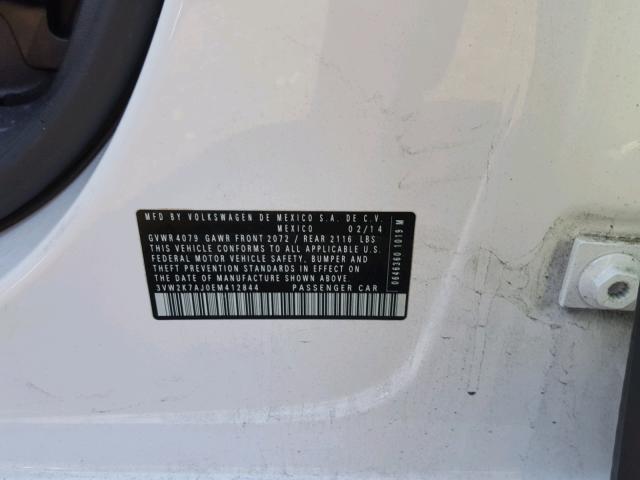 MFD BY VOLKSWAGEN DE MEXICO S.A. DE C.V.
MEXICO 02/14
GVWR 4079 GAWR FRONT 2072 / REAR 2116 LBS
THIS VEHICLE CONFORMS TO ALL APPLICABLE U.S.
FEDERAL MOTOR VEHICLE SAFETY, BUMPER AND
THEFT PREVENTION STANDARDS IN EFFECT ON THE
DATE OF MANUFACTURE SHOWN ABOVE.
3VW2K7AJ0EM412844 PASSENGER CAR
0646360 1019 M